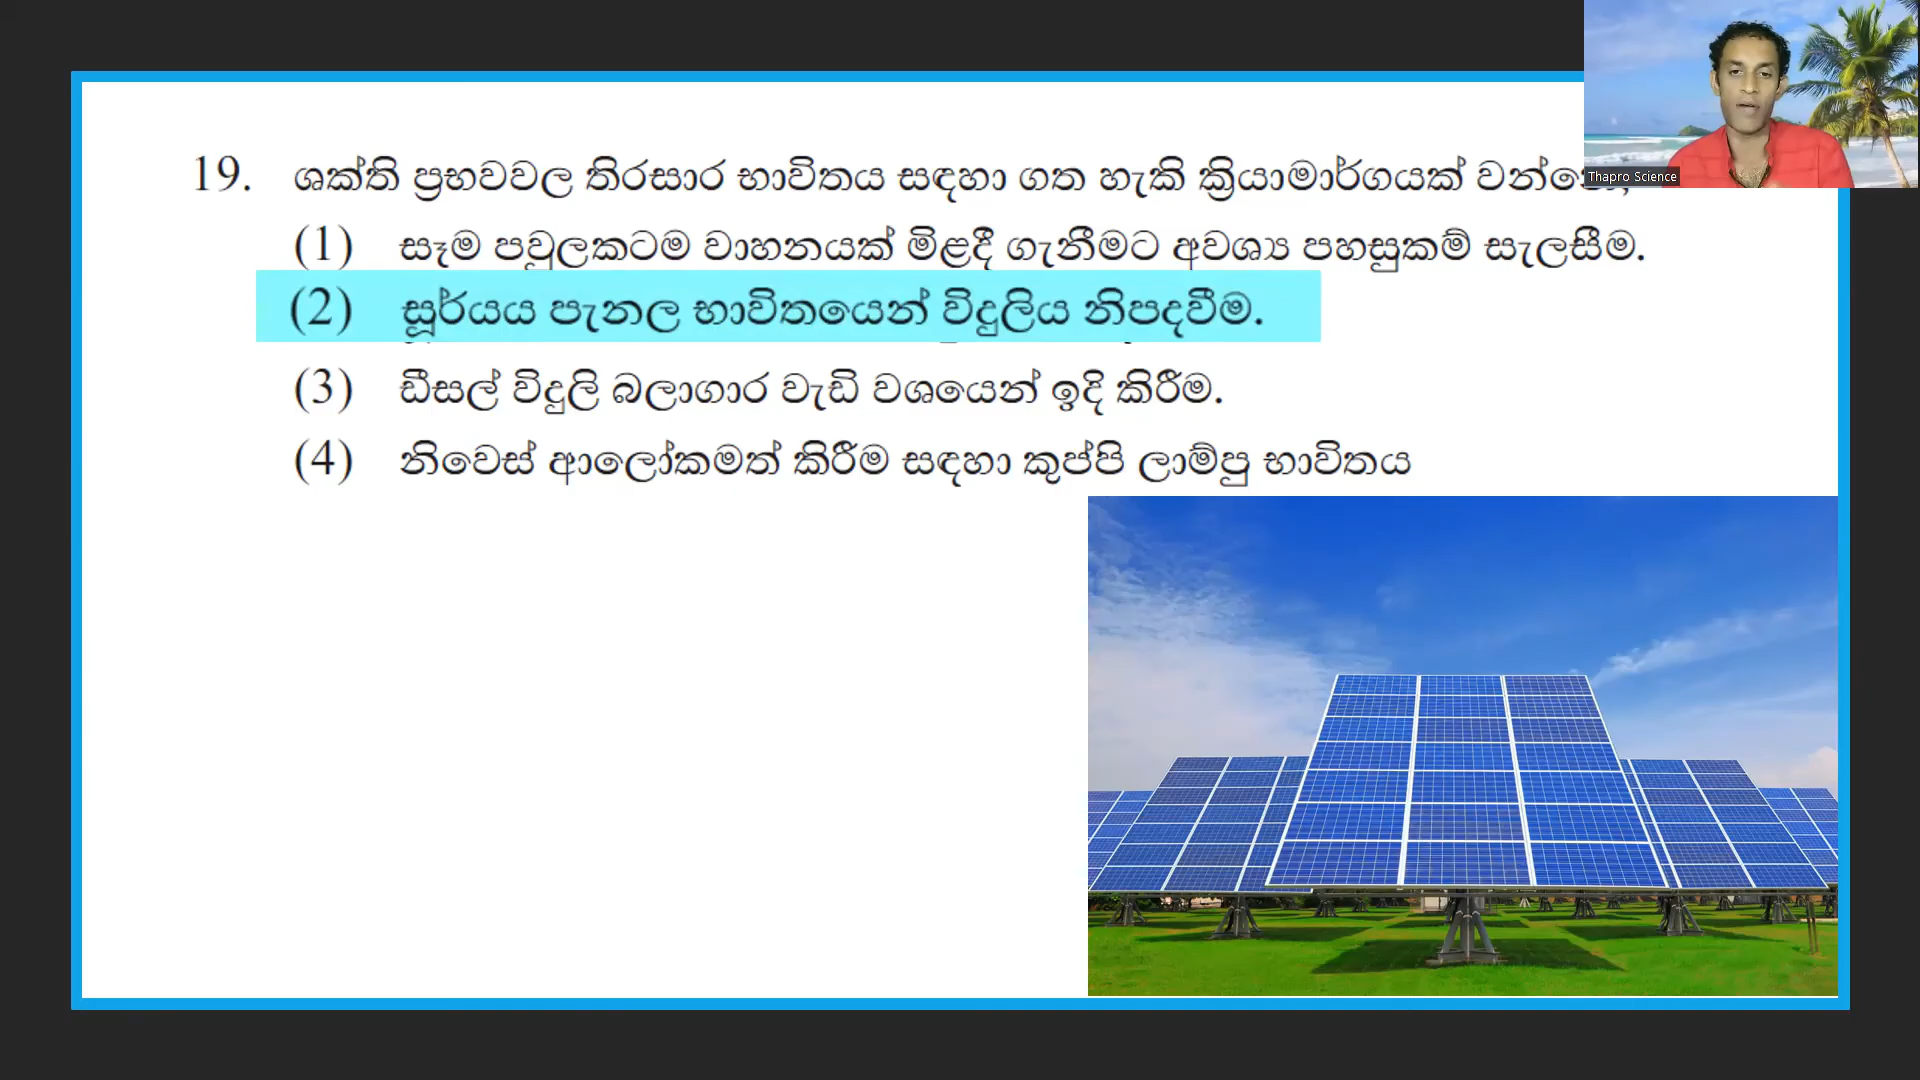 19. ශක්ති ප්‍රභවවල තිරසාර භාවිතය සඳහා ගත හැකි ක්‍රියාමාර්ගයක්
(1) සෑම පවුලකටම වාහනයක් මිළදී ගැනීමට අවශ්‍ය පහසුකම් සැලසීම.
(2) සූර්යය පැනල භාවිතයෙන් විදුලිය නිපදවීම.
(3) ඩීසල් විදුලි බලාගාර වැඩි වශයෙන් ඉදි කිරීම.
(4) නිවෙස් ආලෝකමත් කිරීම සඳහා කුප්පි ලාම්පු භාවිතය
Thapro Science